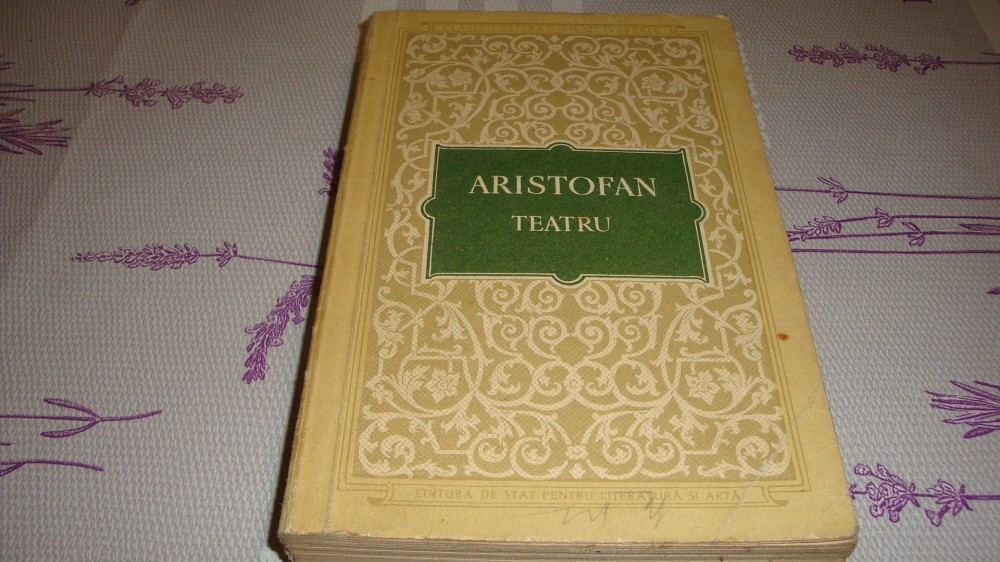 ARISTOFAN
TEATRU
EDITURA DE STAT PENTRU LITERATURĂ ȘI ARTĂ